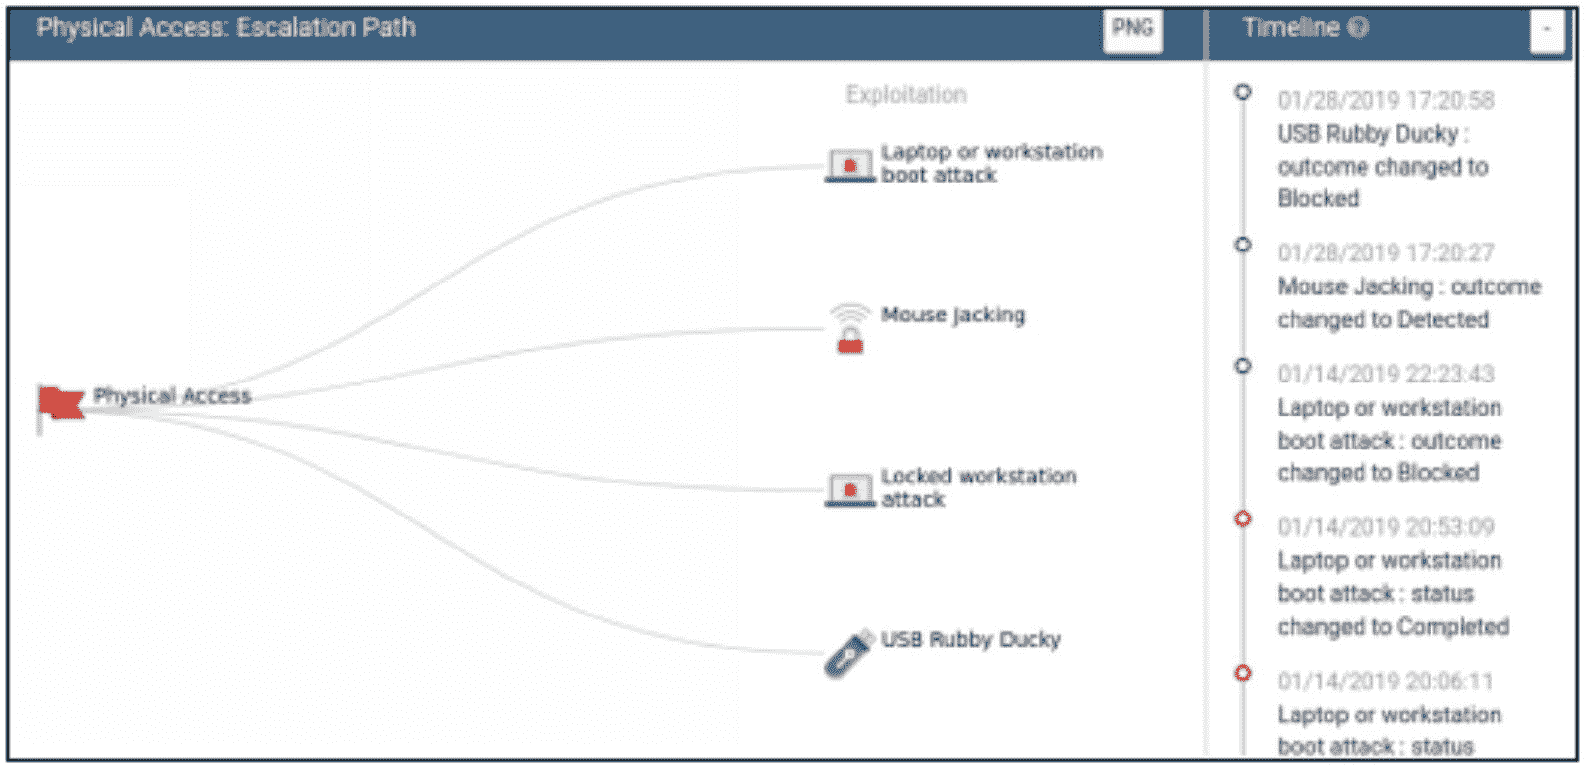 Physical Access: Escalation Path
PNG
Exploitation
Laptop or workstation
boot attack
Mouse Jacking
Physical Access
Locked workstation
attack
USB Rubby Ducky
Timeline ?
-
01/28/2019 17:20:58
USB Rubby Ducky :
outcome changed to
Blocked
01/28/2019 17:20:27
Mouse Jacking : outcome
changed to Detected
01/14/2019 22:23:43
Laptop or workstation
boot attack : outcome
changed to Blocked
01/14/2019 20:53:09
Laptop or workstation
boot attack : status
changed to Completed
01/14/2019 20:06:11
Laptop or workstation
boot attack : status